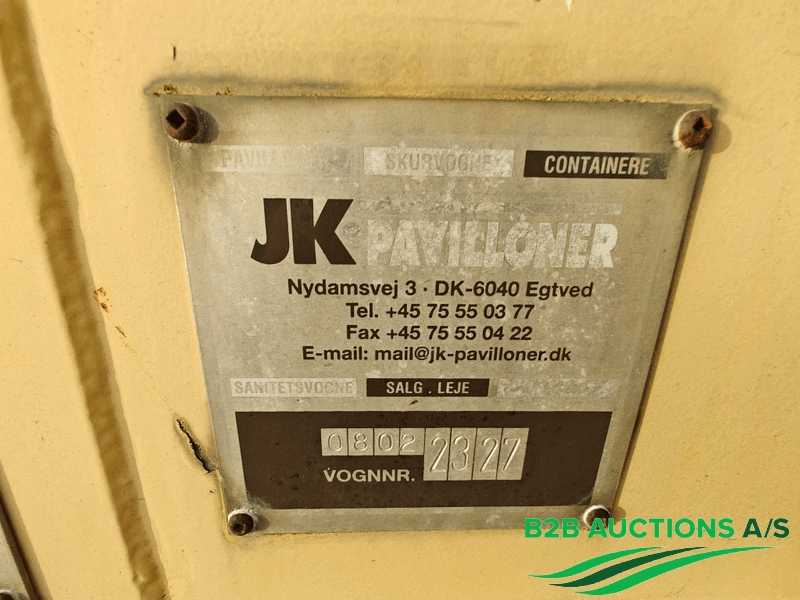 PAVILLONER SKURVOGNE CONTAINERE
JK PAVILLONER
Nydamsvej 3 · DK-6040 Egtved
Tel. +45 75 55 03 77
Fax +45 75 55 04 22
E-mail: mail@jk-pavilloner.dk
SANITETSVOGNE SALG . LEJE
0802 2327
VOGNNR.
B2B AUCTIONS A/S